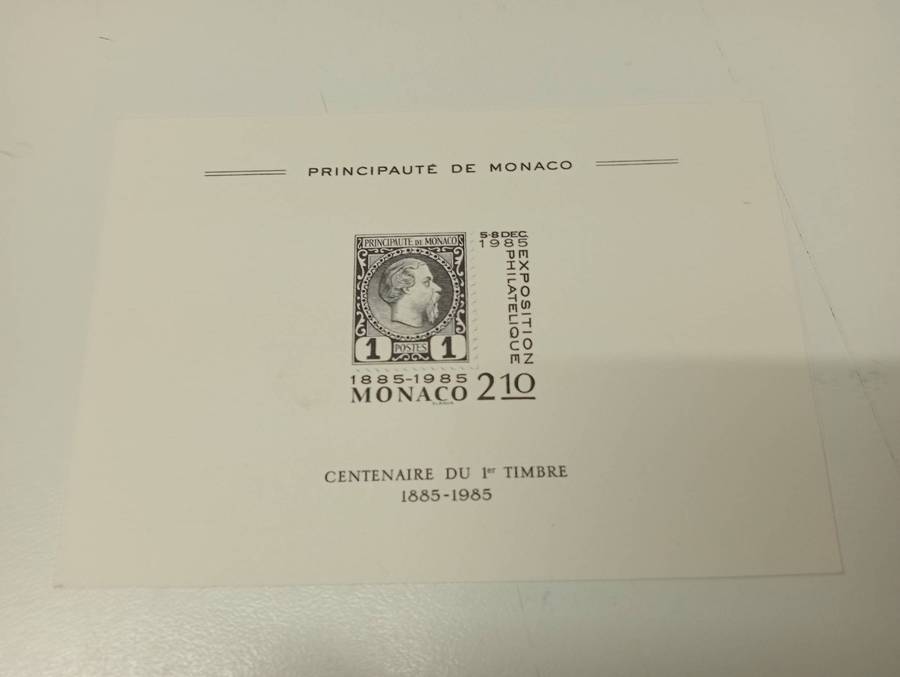 PRINCIPAUTÉ DE MONACO
PRINCIPAUTÉ DE MONACO
5-8 DEC.
1985
EXPOSITION
PHILATELIQUE
1 POSTES 1
1885-1985
MONACO 2,10
CENTENAIRE DU 1er TIMBRE
1885-1985